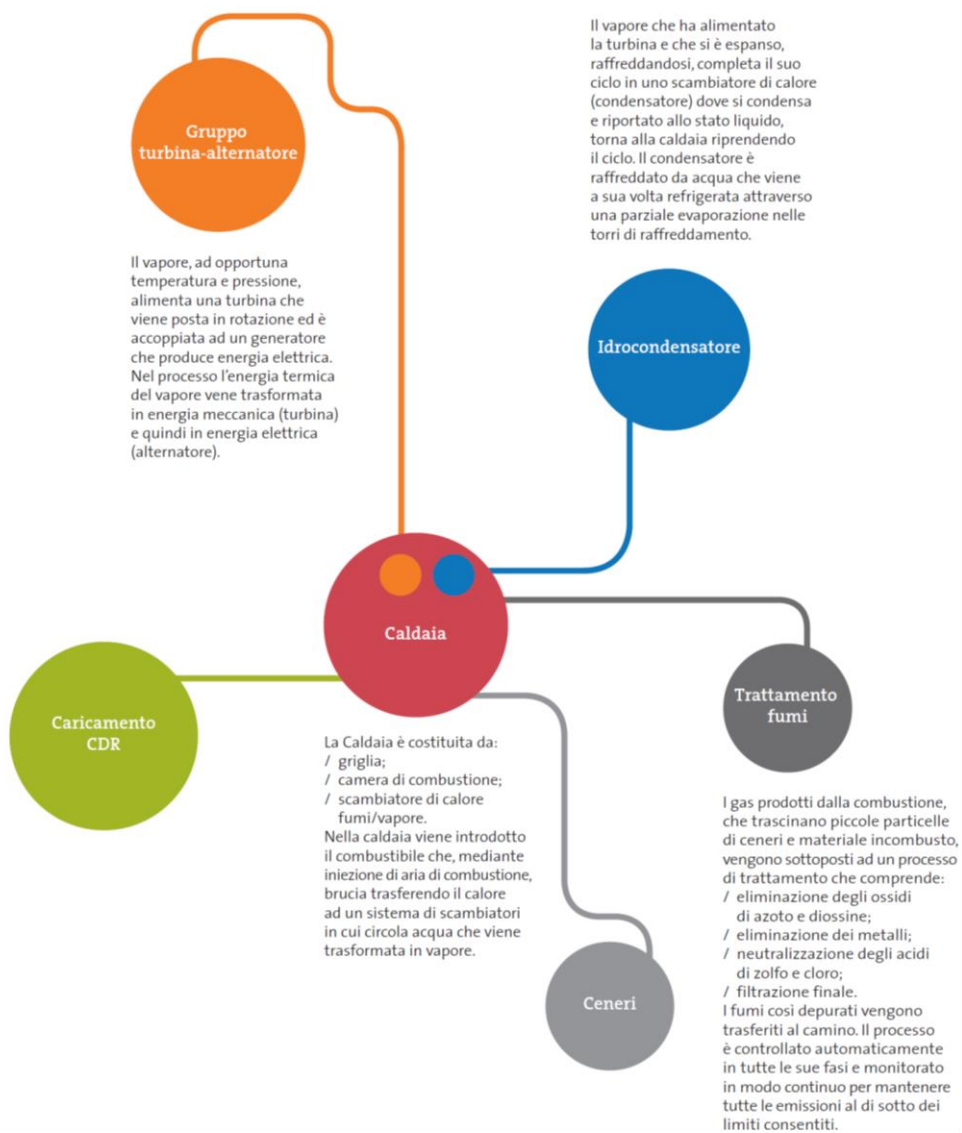 Gruppo
turbina-alternatore
Il vapore, ad opportuna
temperatura e pressione,
alimenta una turbina che
viene posta in rotazione ed è
accoppiata ad un generatore
che produce energia elettrica.
Nel processo l'energia termica
del vapore vene trasformata
in energia meccanica (turbina)
e quindi in energia elettrica
(alternatore).
Il vapore che ha alimentato
la turbina e che si è espanso,
raffreddandosi, completa il suo
ciclo in uno scambiatore di calore
(condensatore) dove si condensa
e riportato allo stato liquido,
torna alla caldaia riprendendo
il ciclo. Il condensatore è
raffreddato da acqua che viene
a sua volta refrigerata attraverso
una parziale evaporazione nelle
torri di raffreddamento.
Idrocondensatore
Caldaia
Caricamento
CDR
La Caldaia è costituita da:
/ griglia;
/ camera di combustione;
/ scambiatore di calore
fumi/vapore.
Nella caldaia viene introdotto
il combustibile che, mediante
iniezione di aria di combustione,
brucia trasferendo il calore
ad un sistema di scambiatori
in cui circola acqua che viene
trasformata in vapore.
Trattamento
fumi
I gas prodotti dalla combustione,
che trascinano piccole particelle
di ceneri e materiale incombusto,
vengono sottoposti ad un processo
di trattamento che comprende:
/ eliminazione degli ossidi
di azoto e diossine;
/ eliminazione dei metalli;
/ neutralizzazione degli acidi
di zolfo e cloro;
/ filtrazione finale.
I fumi così depurati vengono
trasferiti al camino. Il processo
è controllato automaticamente
in tutte le sue fasi e monitorato
in modo continuo per mantenere
tutte le emissioni al di sotto dei
limiti consentiti.
Ceneri